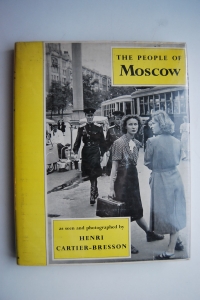 THE PEOPLE OF
Moscow
as seen and photographed by
HENRI
CARTIER-BRESSON